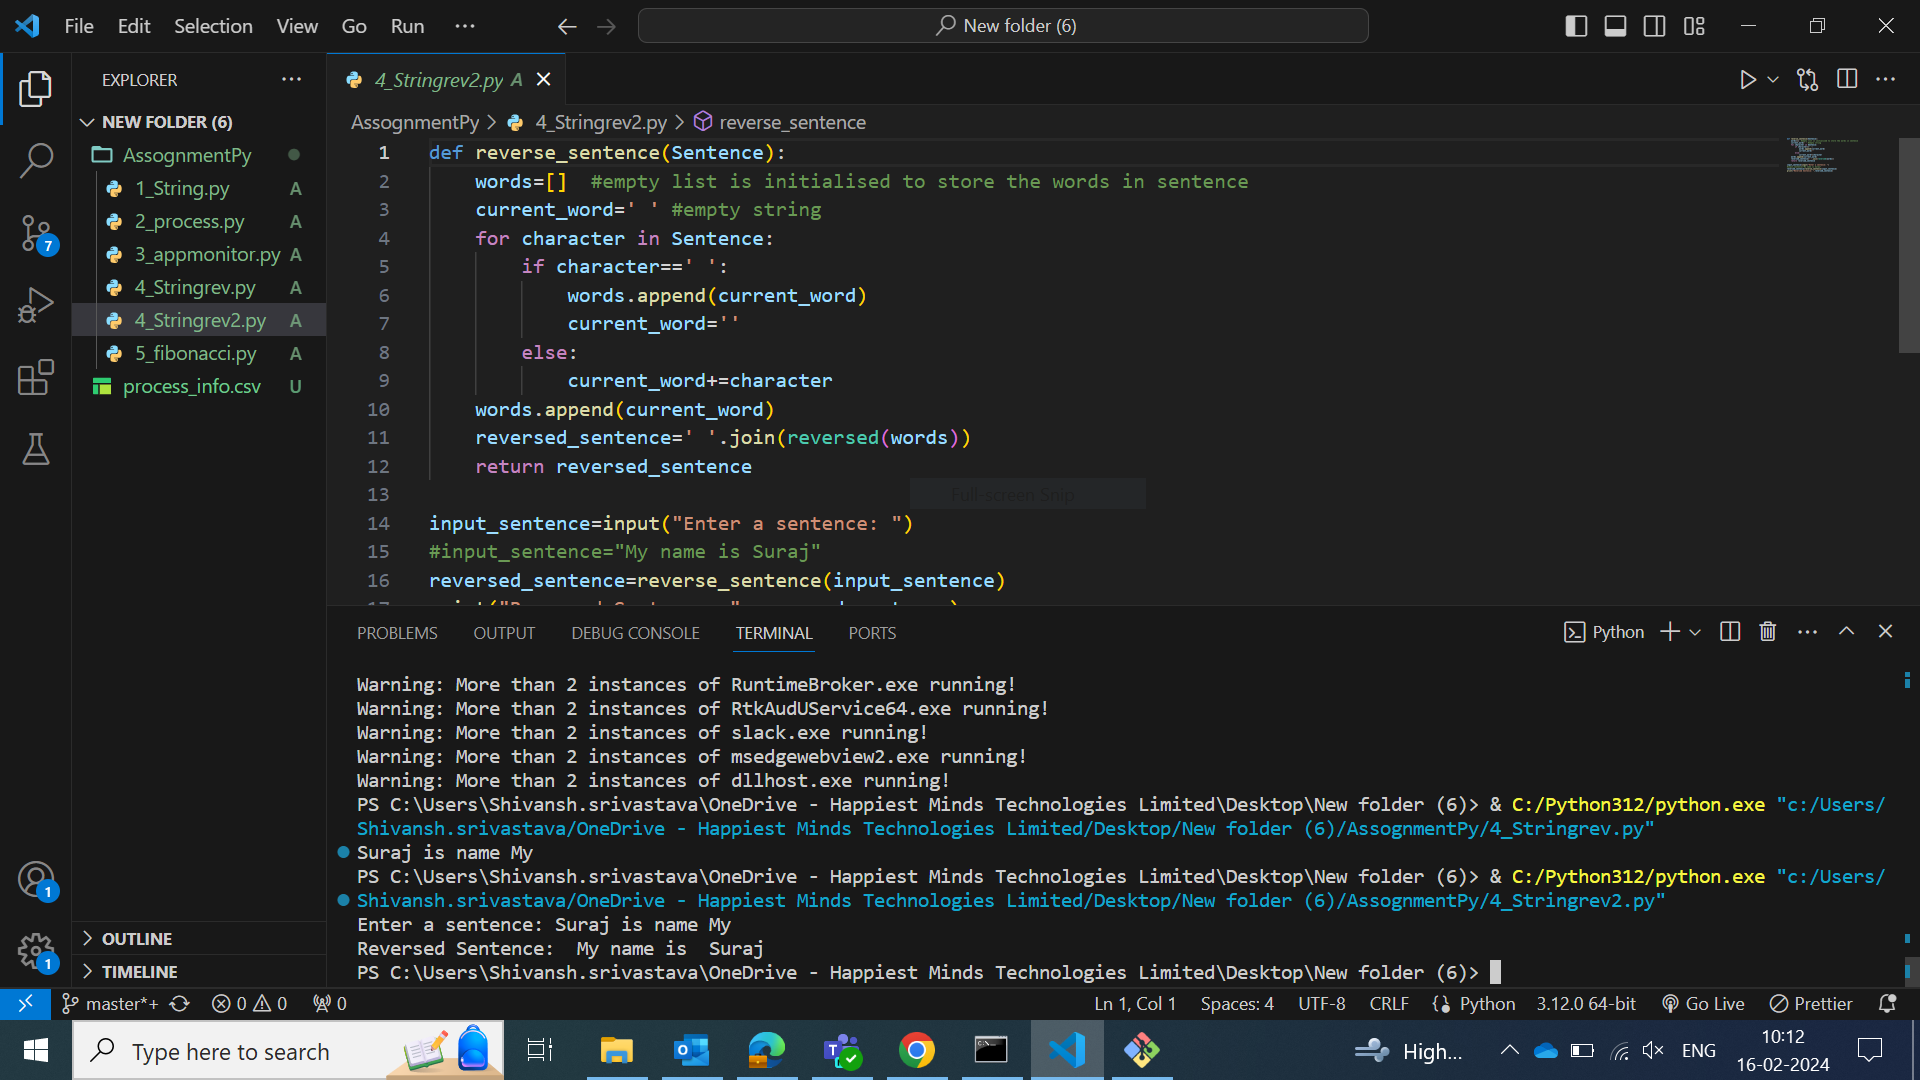 File Edit Selection View Go Run ··· New folder (6)
EXPLORER
NEW FOLDER (6)
AssognmentPy
1_String.py A
2_process.py A
3_appmonitor.py A
4_Stringrev.py A
4_Stringrev2.py A
5_fibonacci.py A
process_info.csv U
7
1
1
OUTLINE
TIMELINE
4_Stringrev2.py A
AssognmentPy > 4_Stringrev2.py > reverse_sentence
1 def reverse_sentence(Sentence):
2 words=[]  #empty list is initialised to store the words in sentence
3 current_word=' ' #empty string
4 for character in Sentence:
5 if character==' ':
6 words.append(current_word)
7 current_word=''
8 else:
9 current_word+=character
10 words.append(current_word)
11 reversed_sentence=' '.join(reversed(words))
12 return reversed_sentence
13
Full-screen Snip
14 input_sentence=input("Enter a sentence: ")
15 #input_sentence="My name is Suraj"
16 reversed_sentence=reverse_sentence(input_sentence)
PROBLEMS OUTPUT DEBUG CONSOLE TERMINAL PORTS
Python
Warning: More than 2 instances of RuntimeBroker.exe running!
Warning: More than 2 instances of RtkAudUService64.exe running!
Warning: More than 2 instances of slack.exe running!
Warning: More than 2 instances of msedgewebview2.exe running!
Warning: More than 2 instances of dllhost.exe running!
PS C:\Users\Shivansh.srivastava\OneDrive - Happiest Minds Technologies Limited\Desktop\New folder (6)> & C:/Python312/python.exe "c:/Users/
Shivansh.srivastava/OneDrive - Happiest Minds Technologies Limited/Desktop/New folder (6)/AssognmentPy/4_Stringrev.py"
Suraj is name My
PS C:\Users\Shivansh.srivastava\OneDrive - Happiest Minds Technologies Limited\Desktop\New folder (6)> & C:/Python312/python.exe "c:/Users/
Shivansh.srivastava/OneDrive - Happiest Minds Technologies Limited/Desktop/New folder (6)/AssognmentPy/4_Stringrev2.py"
Enter a sentence: Suraj is name My
Reversed Sentence:  My name is  Suraj
PS C:\Users\Shivansh.srivastava\OneDrive - Happiest Minds Technologies Limited\Desktop\New folder (6)>
master*+ 0 0 0 Ln 1, Col 1 Spaces: 4 UTF-8 CRLF {} Python 3.12.0 64-bit Go Live Prettier
Type here to search High... ENG 10:12
16-02-2024